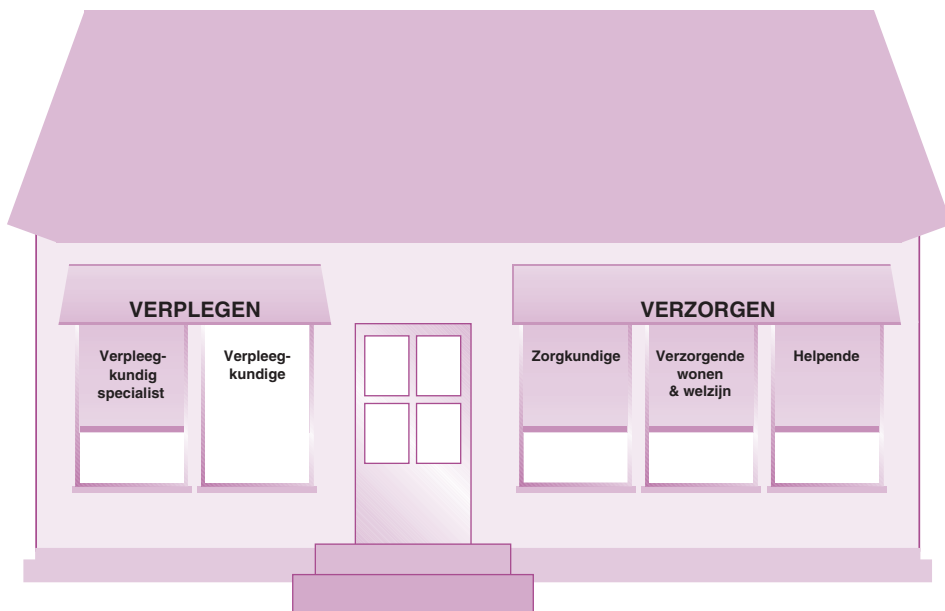 VERPLEGEN
Verpleeg-
kundig
specialist
Verpleeg-
kundige
VERZORGEN
Zorgkundige
Verzorgende
wonen
& welzijn
Helpende